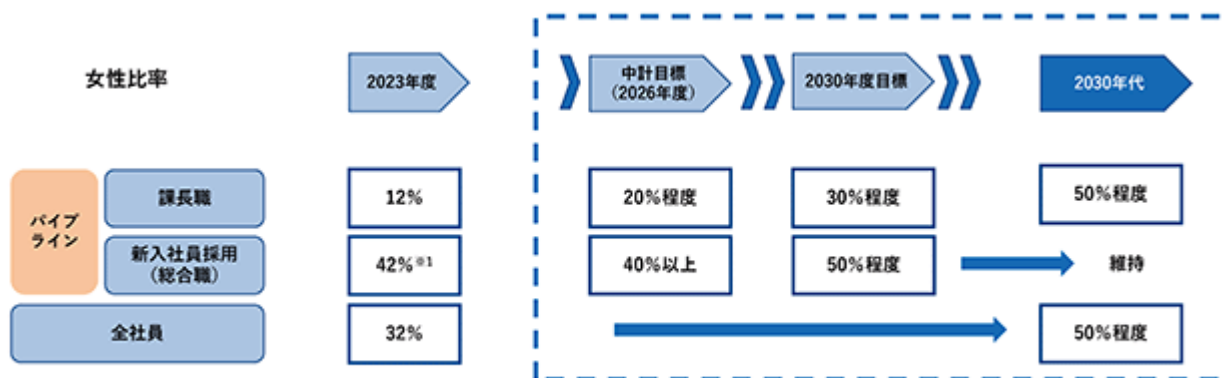 女性比率
2023年度
中計目標
(2026年度)
2030年度目標
2030年代
パイプ
ライン
課長職
12%
20%程度
30%程度
50%程度
新入社員採用
(総合職)
42%※1
40%以上
50%程度
維持
全社員
32%
50%程度